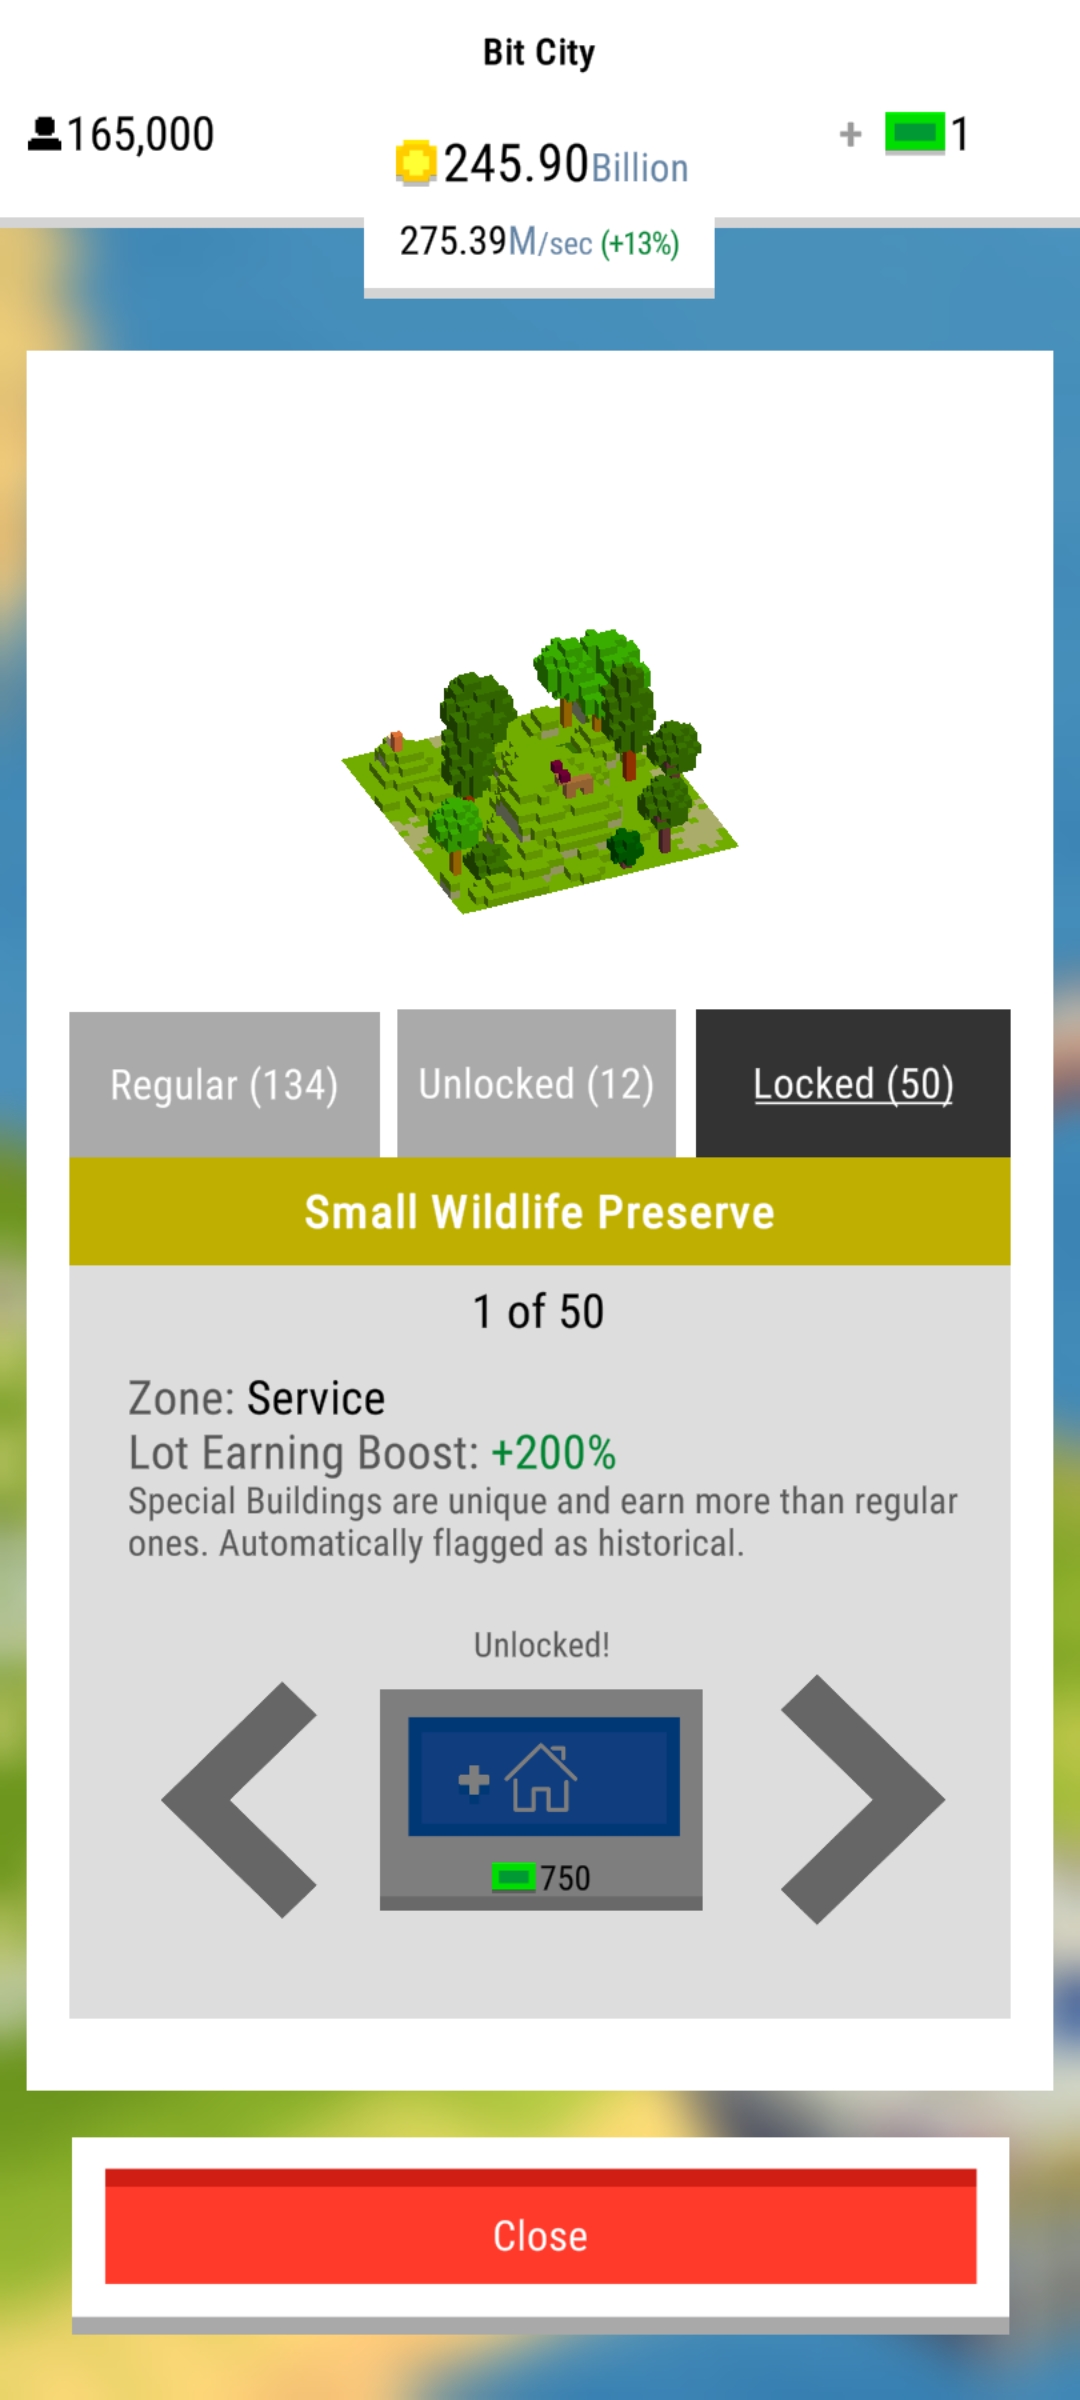 Bit City
165,000
+ 1
245.90Billion
275.39M/sec (+13%)
Regular (134)
Unlocked (12)
Locked (50)
Small Wildlife Preserve
1 of 50
Zone: Service
Lot Earning Boost: +200%
Special Buildings are unique and earn more than regular
ones. Automatically flagged as historical.
Unlocked!
+
750
Close